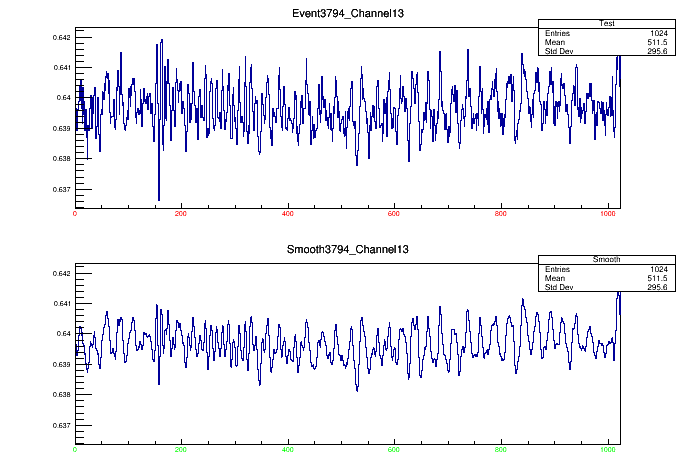 Event3794_Channel13
Test
Entries 1024
Mean 511.5
Std Dev 295.6
0.642
0.641
0.64
0.639
0.638
0.637
0 200 400 600 800 1000
Smooth3794_Channel13
Smooth
Entries 1024
Mean 511.5
Std Dev 295.6
0.642
0.641
0.64
0.639
0.638
0.637
0 200 400 600 800 1000